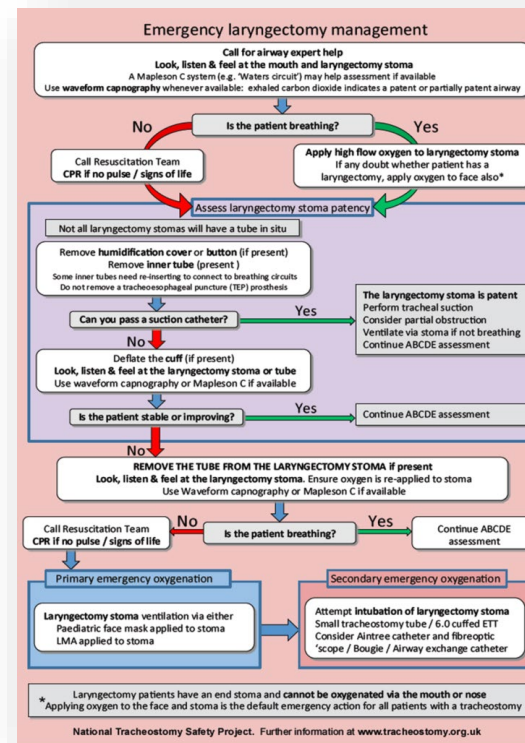 Emergency laryngectomy management
Call for airway expert help
Look, listen & feel at the mouth and laryngectomy stoma
A Mapleson C system (e.g. 'Waters circuit') may help assessment if available
Use waveform capnography whenever available: exhaled carbon dioxide indicates a patent or partially patent airway
No
Is the patient breathing?
Yes
Call Resuscitation Team
CPR if no pulse / signs of life
Apply high flow oxygen to laryngectomy stoma
If any doubt whether patient has a
laryngectomy, apply oxygen to face also*
Assess laryngectomy stoma patency
Not all laryngectomy stomas will have a tube in situ
Remove humidification cover or button (if present)
Remove inner tube (present )
Some inner tubes need re-inserting to connect to breathing circuits
Do not remove a tracheoesophageal puncture (TEP) prosthesis
Can you pass a suction catheter?
Yes
The laryngectomy stoma is patent
Perform tracheal suction
Consider partial obstruction
Ventilate via stoma if not breathing
Continue ABCDE assessment
No
Deflate the cuff (if present)
Look, listen & feel at the laryngectomy stoma or tube
Use waveform capnography or Mapleson C if available
Is the patient stable or improving?
Yes
Continue ABCDE assessment
No
REMOVE THE TUBE FROM THE LARYNGECTOMY STOMA if present
Look, listen & feel at the laryngectomy stoma. Ensure oxygen is re-applied to stoma
Use Waveform capnography or Mapleson C if available
Call Resuscitation Team
CPR if no pulse / signs of life
No
Is the patient breathing?
Yes
Continue ABCDE
assessment
Primary emergency oxygenation
Laryngectomy stoma ventilation via either
Paediatric face mask applied to stoma
LMA applied to stoma
Secondary emergency oxygenation
Attempt intubation of laryngectomy stoma
Small tracheostomy tube / 6.0 cuffed ETT
Consider Aintree catheter and fibreoptic
'scope / Bougie / Airway exchange catheter
Laryngectomy patients have an end stoma and cannot be oxygenated via the mouth or nose
*Applying oxygen to the face and stoma is the default emergency action for all patients with a tracheostomy
National Tracheostomy Safety Project. Further information at www.tracheostomy.org.uk